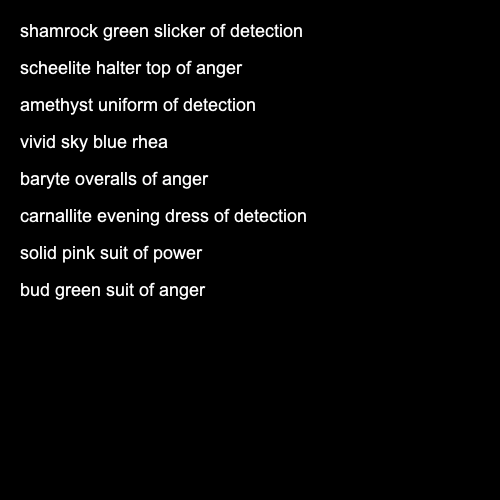 shamrock green slicker of detection
scheelite halter top of anger
amethyst uniform of detection
vivid sky blue rhea
baryte overalls of anger
carnallite evening dress of detection
solid pink suit of power
bud green suit of anger